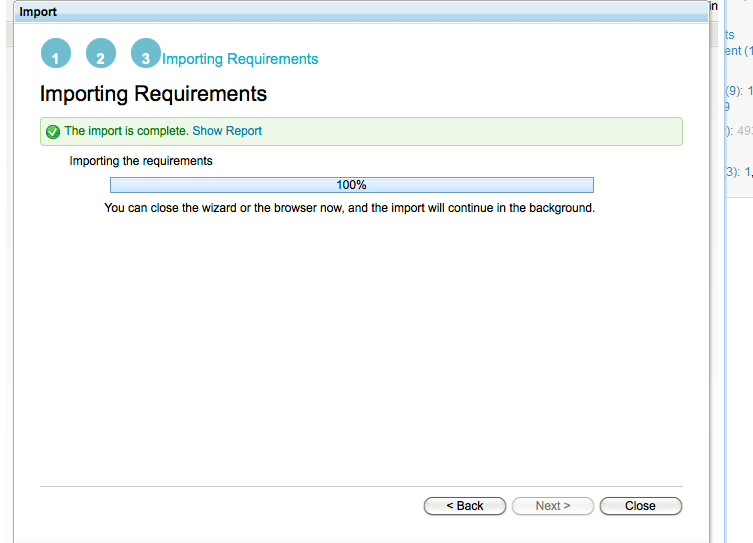 Import
in
1 2 3 Importing Requirements
Importing Requirements
The import is complete. Show Report
Importing the requirements
100%
You can close the wizard or the browser now, and the import will continue in the background.
< Back Next > Close
ts
ent (1
(9): 1
9
): 493
3): 1,